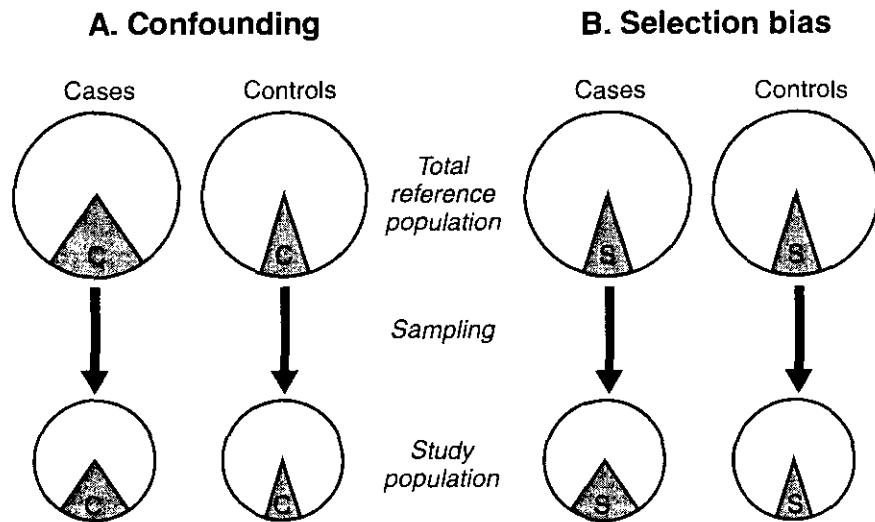 A. Confounding
B. Selection bias
Cases
Controls
Cases
Controls
Total
reference
population
C
C
S
S
Sampling
Study
population
C
C
S
S